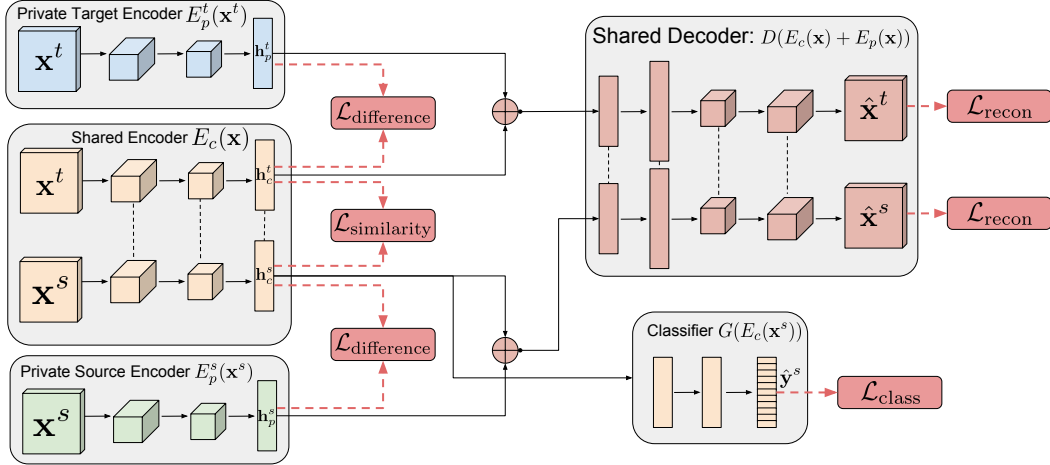 Private Target Encoder $E_p^t(\mathbf{x}^t)$
$\mathbf{x}^t$
$\mathbf{h}_p^t$
$\mathcal{L}_{\text{difference}}$
Shared Encoder $E_c(\mathbf{x})$
$\mathbf{x}^t$
$\mathbf{h}_c^t$
$\mathcal{L}_{\text{similarity}}$
$\mathbf{x}^s$
$\mathbf{h}_c^s$
$\mathcal{L}_{\text{difference}}$
Private Source Encoder $E_p^s(\mathbf{x}^s)$
$\mathbf{x}^s$
$\mathbf{h}_p^s$
Shared Decoder: $D(E_c(\mathbf{x}) + E_p(\mathbf{x}))$
$\hat{\mathbf{x}}^t$
$\mathcal{L}_{\text{recon}}$
$\hat{\mathbf{x}}^s$
$\mathcal{L}_{\text{recon}}$
Classifier $G(E_c(\mathbf{x}^s))$
$\hat{\mathbf{y}}^s$
$\mathcal{L}_{\text{class}}$